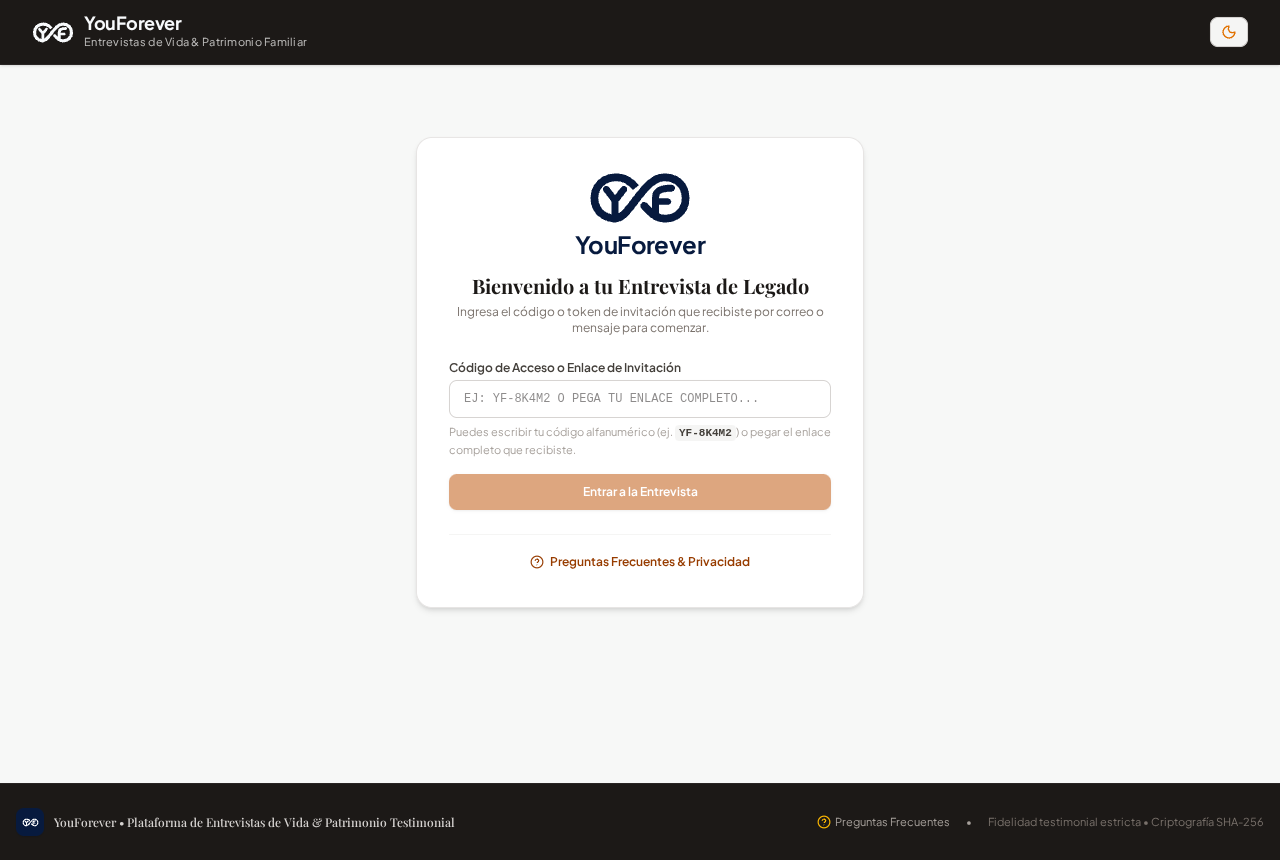 YouForever
Entrevistas de Vida & Patrimonio Familiar
YF
YouForever
Bienvenido a tu Entrevista de Legado
Ingresa el código o token de invitación que recibiste por correo o
mensaje para comenzar.
Código de Acceso o Enlace de Invitación
EJ: YF-8K4M2 O PEGA TU ENLACE COMPLETO...
Puedes escribir tu código alfanumérico (ej. YF-8K4M2) o pegar el enlace
completo que recibiste.
Entrar a la Entrevista
Preguntas Frecuentes & Privacidad
YouForever • Plataforma de Entrevistas de Vida & Patrimonio Testimonial
Preguntas Frecuentes • Fidelidad testimonial estricta • Criptografía SHA-256